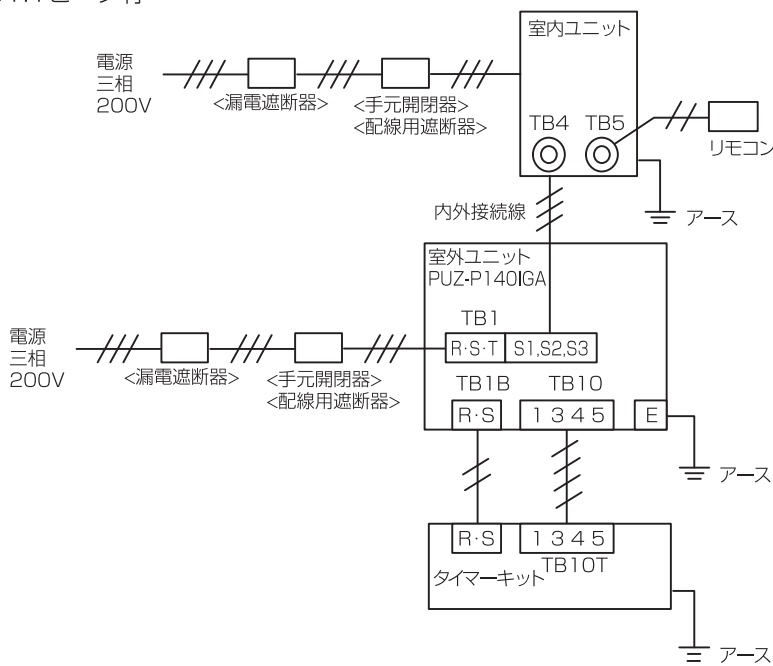 室内ユニット
電源
三相
200V
<漏電遮断器>
<手元開閉器>
<配線用遮断器>
TB4 TB5
リモコン
内外接続線
アース
室外ユニット
PUZ-P140IGA
TB1
R·S·T S1,S2,S3
電源
三相
200V
<漏電遮断器>
<手元開閉器>
<配線用遮断器>
TB1B TB10
R·S 1 3 4 5 E
アース
R·S 1 3 4 5
TB10T
タイマーキット
アース